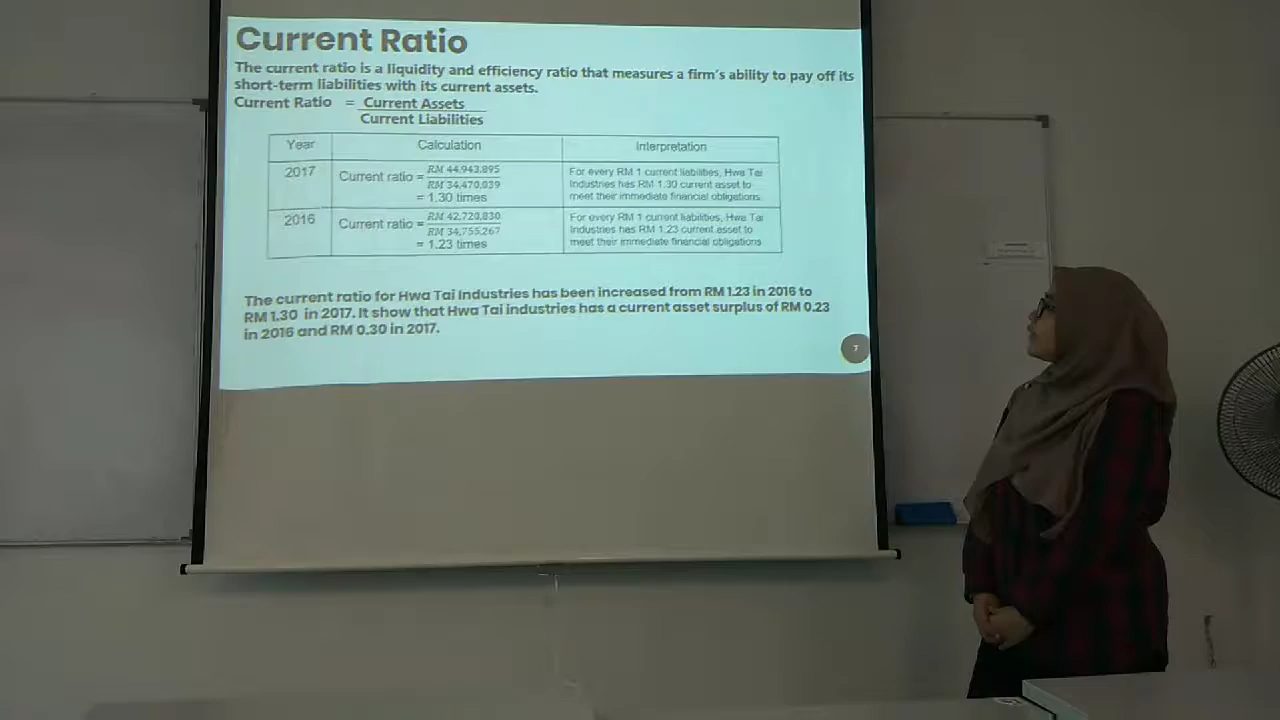 Current Ratio
The current ratio is a liquidity and efficiency ratio that measures a firm's ability to pay off its
short-term liabilities with its current assets.
Current Ratio = Current Assets
Current Liabilities
Year Calculation Interpretation
2017
Current ratio = RM 44,943,895
RM 34,470,039
= 1.30 times
For every RM 1 current liabilities, Hwa Tai
Industries has RM 1.30 current asset to
meet their immediate financial obligations
2016
Current ratio = RM 42,720,830
RM 34,755,267
= 1.23 times
For every RM 1 current liabilities, Hwa Tai
Industries has RM 1.23 current asset to
meet their immediate financial obligations
The current ratio for Hwa Tai Industries has been increased from RM 1.23 in 2016 to
RM 1.30 in 2017. It show that Hwa Tai industries has a current asset surplus of RM 0.23
in 2016 and RM 0.30 in 2017.
7